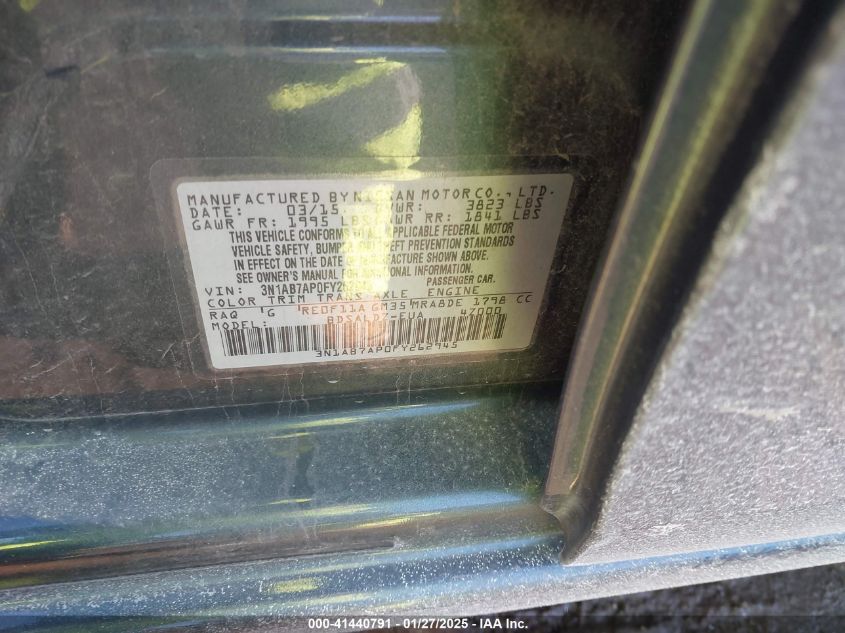 MANUFACTURED BY NISSAN MOTOR CO., LTD.
DATE: 03/15 GVWR: 3823 LBS
GAWR FR: 1995 LBS GAWR RR: 1841 LBS
THIS VEHICLE CONFORMS TO ALL APPLICABLE FEDERAL MOTOR
VEHICLE SAFETY, BUMPER, AND THEFT PREVENTION STANDARDS
IN EFFECT ON THE DATE OF MANUFACTURE SHOWN ABOVE.
SEE OWNER'S MANUAL FOR ADDITIONAL INFORMATION.
VIN: 3N1AB7AP0FY262945 PASSENGER CAR.
COLOR TRIM TRANS AXLE ENGINE
RAQ G RE0F11A GM35 MRA8DE 1798 CC
MODEL: BDSALDZ-EUA 47000
3N1AB7AP0FY262945
000-41440791 - 01/27/2025 - IAA Inc.